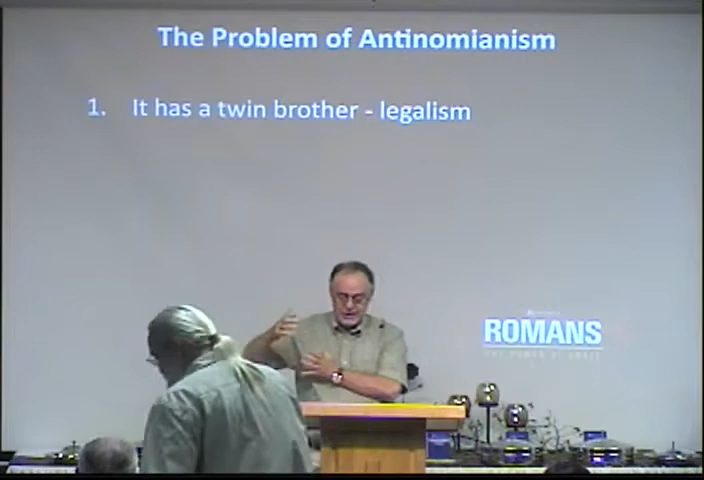 The Problem of Antinomianism
1. It has a twin brother - legalism
ROMANS